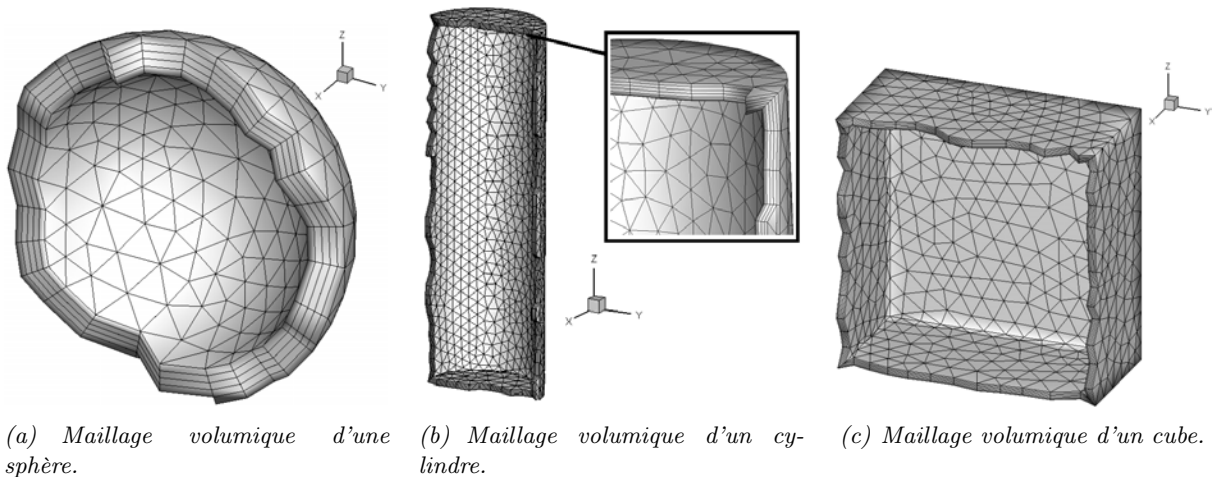 Z
X
Y
Z
X
Y
Z
X
Y
(a) Maillage volumique d'une
sphère.
(b) Maillage volumique d'un cy-
lindre.
(c) Maillage volumique d'un cube.